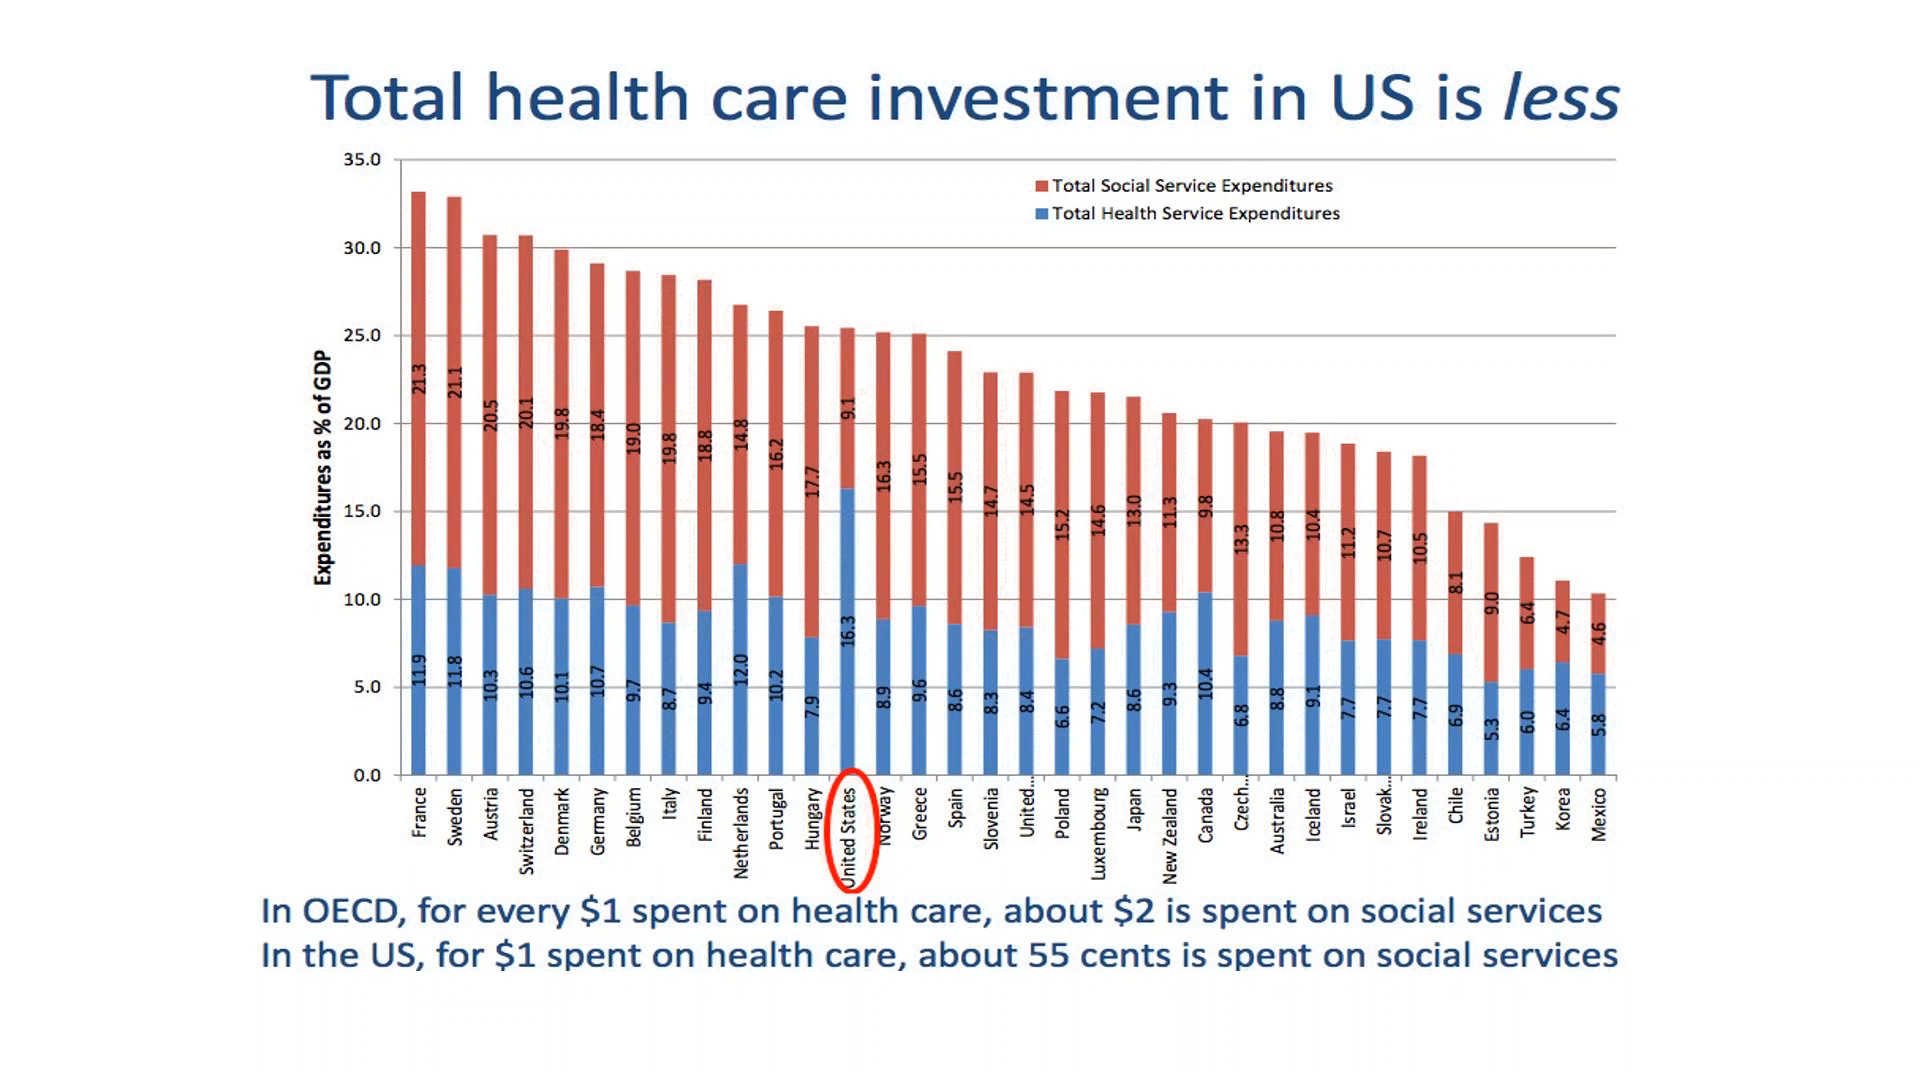 Total health care investment in US is less
35.0
30.0
25.0
20.0
15.0
10.0
5.0
0.0
Expenditures as % of GDP
Total Social Service Expenditures
Total Health Service Expenditures
21.3 21.1 20.5 20.1 19.8 18.4 19.0 19.8 18.8 14.8 16.2 17.7 9.1 16.3 15.5 15.5 14.7 14.5 15.2 14.6 13.0 11.3 9.8 13.3 10.8 10.4 11.2 10.7 10.5 8.1 9.0 6.4 4.7 4.6
11.9 11.8 10.3 10.6 10.1 10.7 9.7 8.7 9.4 12.0 10.2 7.9 16.3 8.9 9.6 8.6 8.3 8.4 6.6 7.2 8.6 9.3 10.4 6.8 8.8 9.1 7.7 7.7 7.7 6.9 5.3 6.0 6.4 5.8
France
Sweden
Austria
Switzerland
Denmark
Germany
Belgium
Italy
Finland
Netherlands
Portugal
Hungary
United States
Norway
Greece
Spain
Slovenia
United...
Poland
Luxembourg
Japan
New Zealand
Canada
Czech...
Australia
Iceland
Israel
Slovak...
Ireland
Chile
Estonia
Turkey
Korea
Mexico
In OECD, for every $1 spent on health care, about $2 is spent on social services
In the US, for $1 spent on health care, about 55 cents is spent on social services